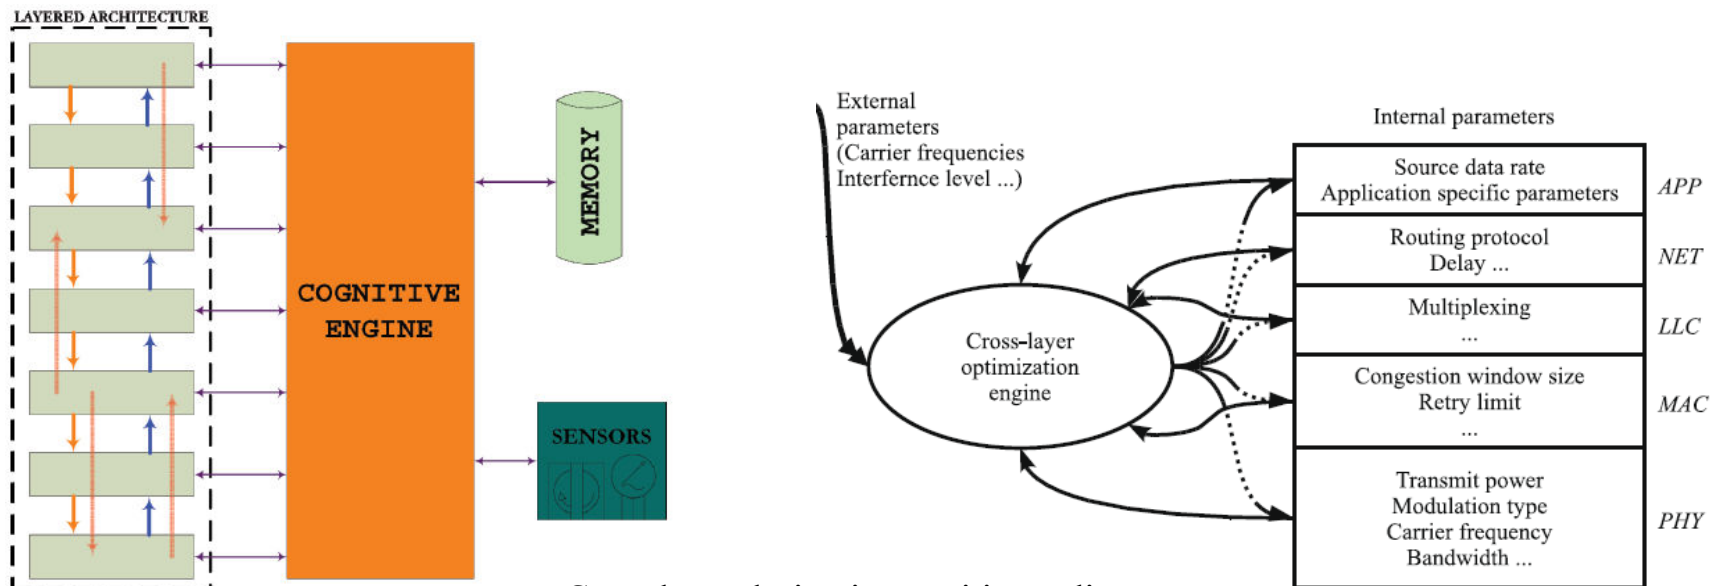 LAYERED ARCHITECTURE
COGNITIVE
ENGINE
MEMORY
SENSORS
External
parameters
(Carrier frequencies
Interfernce level ...)
Cross-layer
optimization
engine
Internal parameters
Source data rate
Application specific parameters
APP
Routing protocol
Delay ...
NET
Multiplexing
...
LLC
Congestion window size
Retry limit
...
MAC
Transmit power
Modulation type
Carrier frequency
Bandwidth ...
PHY